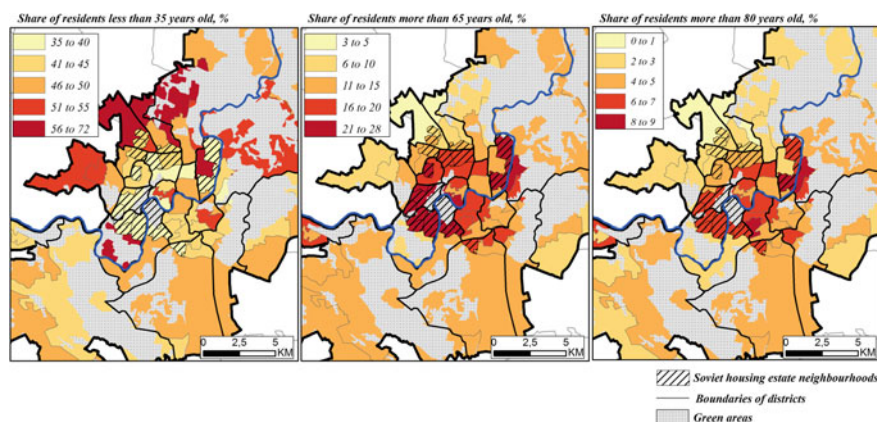 Share of residents less than 35 years old, %
35 to 40
41 to 45
46 to 50
51 to 55
56 to 72
0 2,5 5
KM
Share of residents more than 65 years old, %
3 to 5
6 to 10
11 to 15
16 to 20
21 to 28
0 2,5 5
KM
Share of residents more than 80 years old, %
0 to 1
2 to 3
4 to 5
6 to 7
8 to 9
0 2,5 5
KM
Soviet housing estate neighbourhoods
Boundaries of districts
Green areas